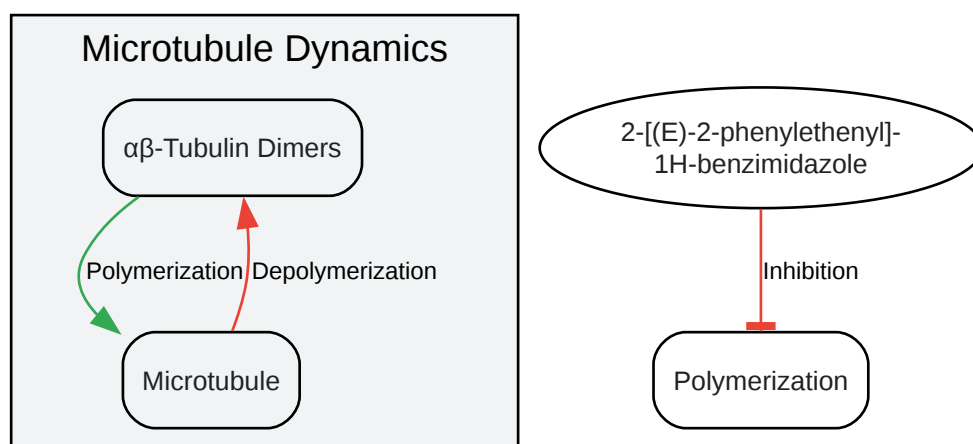 Microtubule Dynamics
αβ-Tubulin Dimers
Polymerization
Depolymerization
Microtubule
2-[(E)-2-phenylethenyl]-
1H-benzimidazole
Inhibition
Polymerization